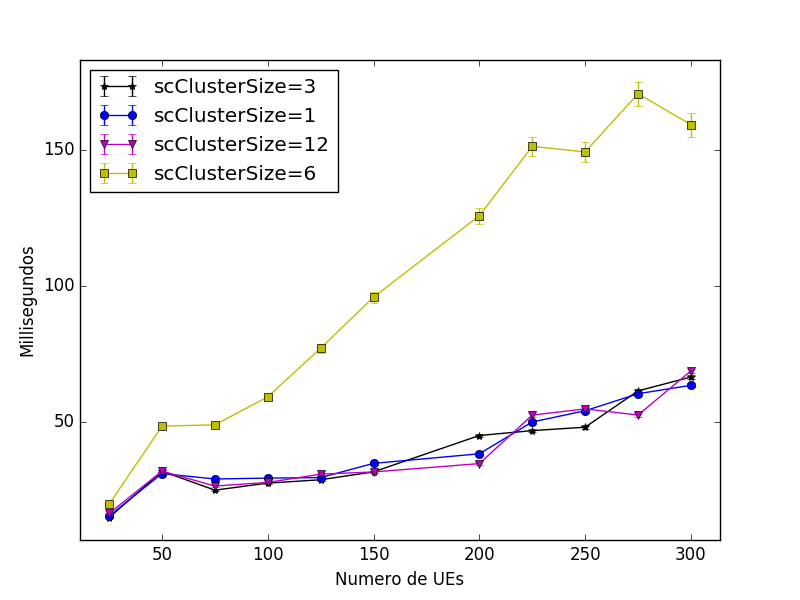 scClusterSize=3
scClusterSize=1
scClusterSize=12
scClusterSize=6
150
100
50
Millisegundos
50 100 150 200 250 300
Numero de UEs